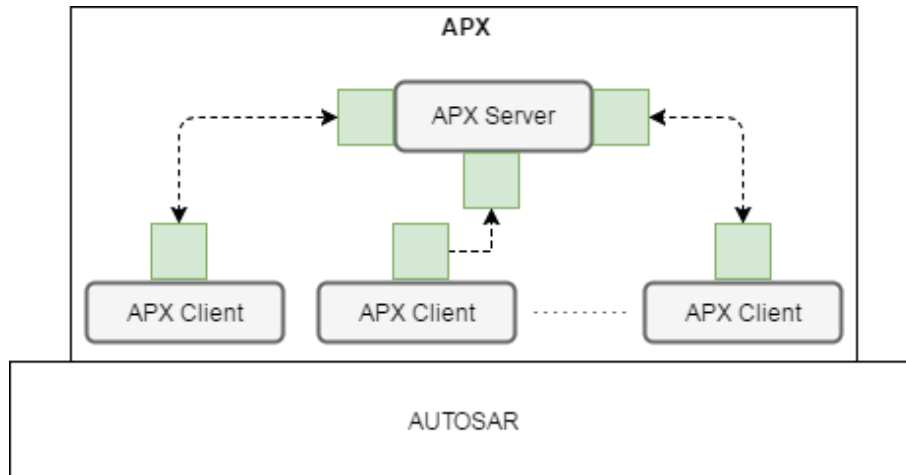 APX
APX Server
APX Client
APX Client
APX Client
AUTOSAR